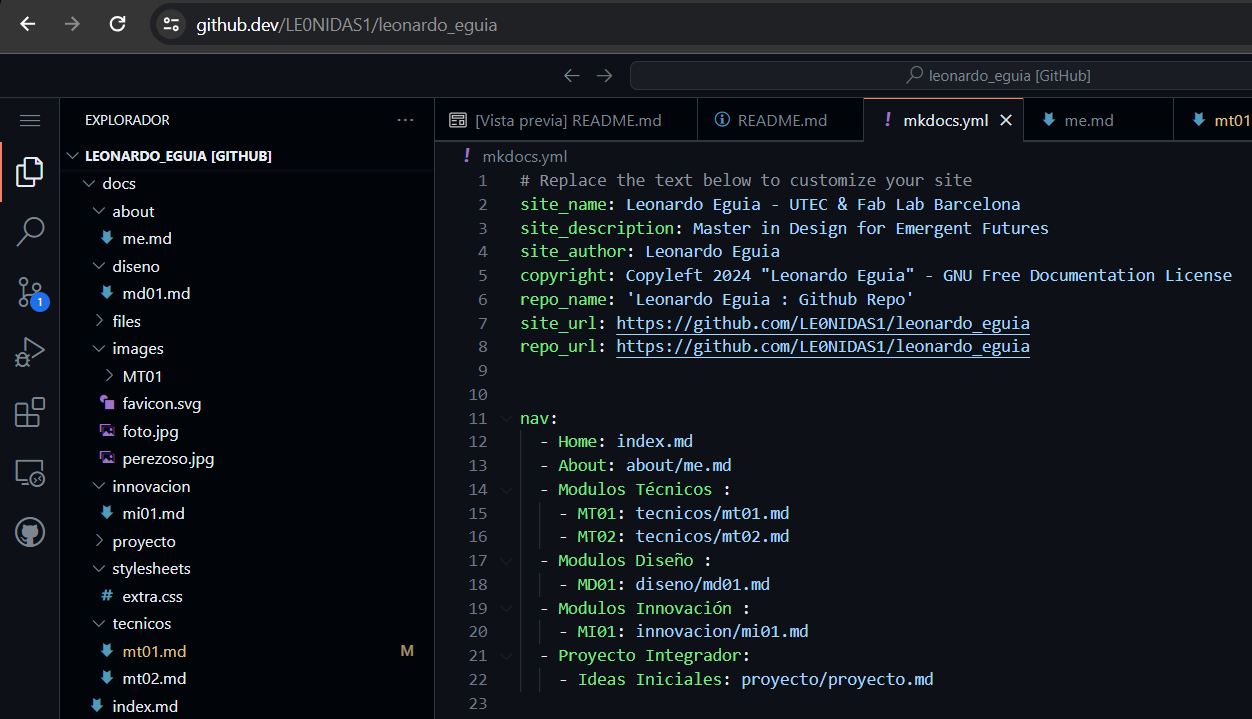 github.dev/LE0NIDAS1/leonardo_eguia
leonardo_eguia [GitHub]
EXPLORADOR
LEONARDO_EGUIA [GITHUB]
docs
about
me.md
diseno
md01.md
files
images
MT01
favicon.svg
foto.jpg
perezoso.jpg
innovacion
mi01.md
proyecto
stylesheets
# extra.css
tecnicos
mt01.md M
mt02.md
index.md
1
[Vista previa] README.md
README.md
! mkdocs.yml
me.md
mt01
! mkdocs.yml
1 # Replace the text below to customize your site
2 site_name: Leonardo Eguia - UTEC & Fab Lab Barcelona
3 site_description: Master in Design for Emergent Futures
4 site_author: Leonardo Eguia
5 copyright: Copyleft 2024 "Leonardo Eguia" - GNU Free Documentation License
6 repo_name: 'Leonardo Eguia : Github Repo'
7 site_url: https://github.com/LE0NIDAS1/leonardo_eguia
8 repo_url: https://github.com/LE0NIDAS1/leonardo_eguia
9
10
11 nav:
12 - Home: index.md
13 - About: about/me.md
14 - Modulos Técnicos :
15 - MT01: tecnicos/mt01.md
16 - MT02: tecnicos/mt02.md
17 - Modulos Diseño :
18 - MD01: diseno/md01.md
19 - Modulos Innovación :
20 - MI01: innovacion/mi01.md
21 - Proyecto Integrador:
22 - Ideas Iniciales: proyecto/proyecto.md
23